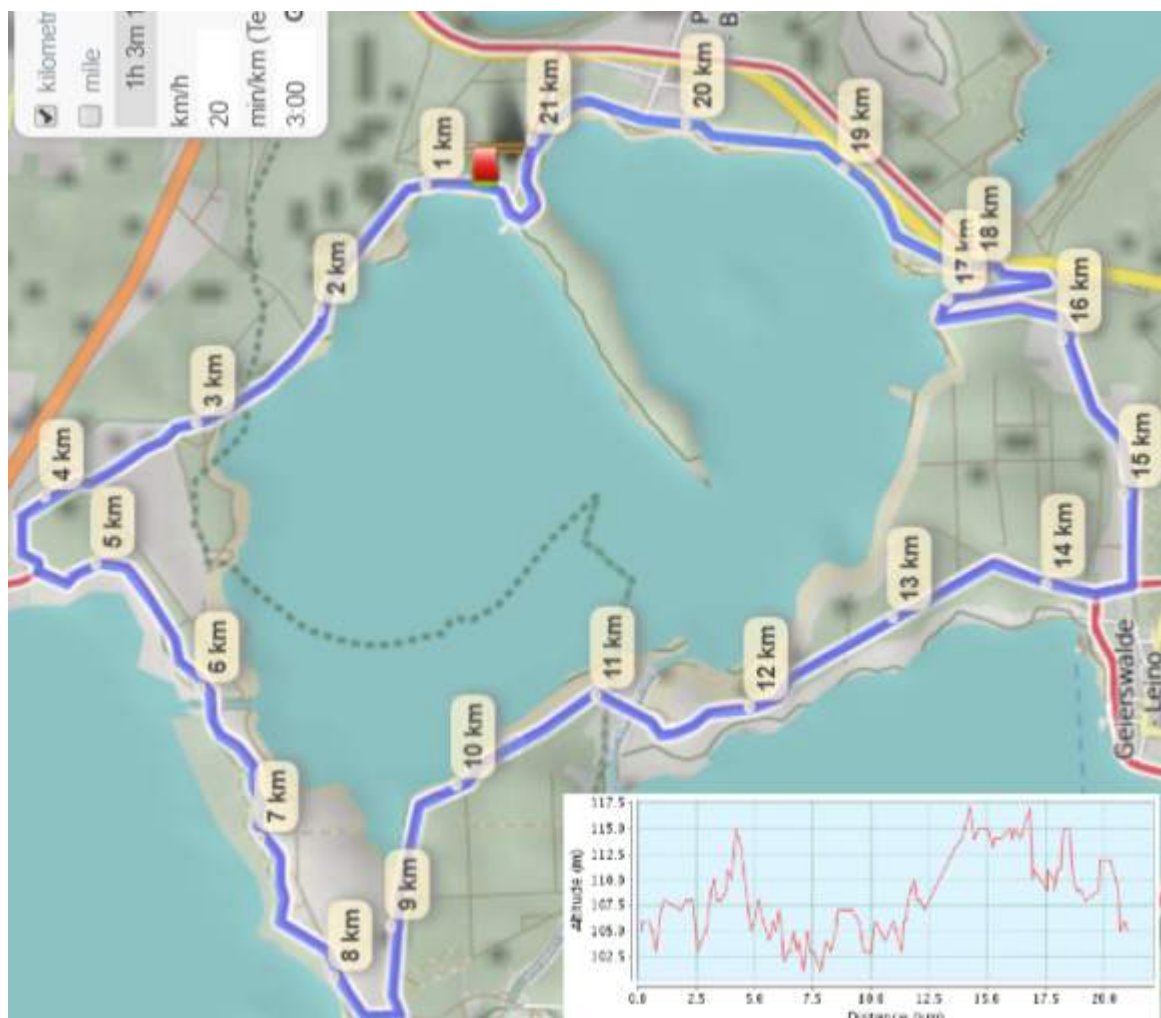 kilometr
mile
1h 3m 1
km/h
20
min/km (Te
3:00
G
1 km
2 km
3 km
4 km
5 km
6 km
7 km
8 km
9 km
10 km
11 km
12 km
13 km
14 km
15 km
16 km
17 km
18 km
19 km
20 km
21 km
P
B
Geierswalde
Leino
Altitude (m)
117.5
115.0
112.5
110.0
107.5
105.0
102.5
0.0
2.5
5.0
7.5
10.0
12.5
15.0
17.5
20.0
Distance (km)